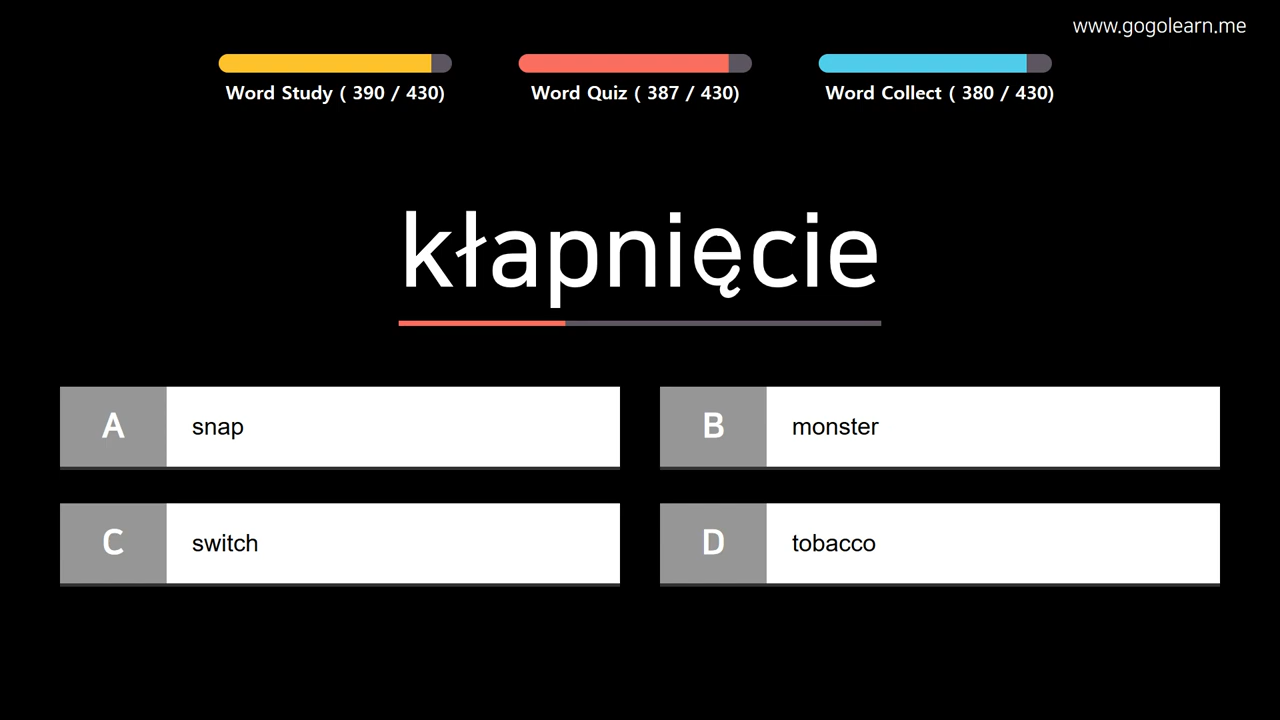 www.gogolearn.me
Word Study ( 390 / 430)
Word Quiz ( 387 / 430)
Word Collect ( 380 / 430)
kłapnięcie
A snap
B monster
C switch
D tobacco